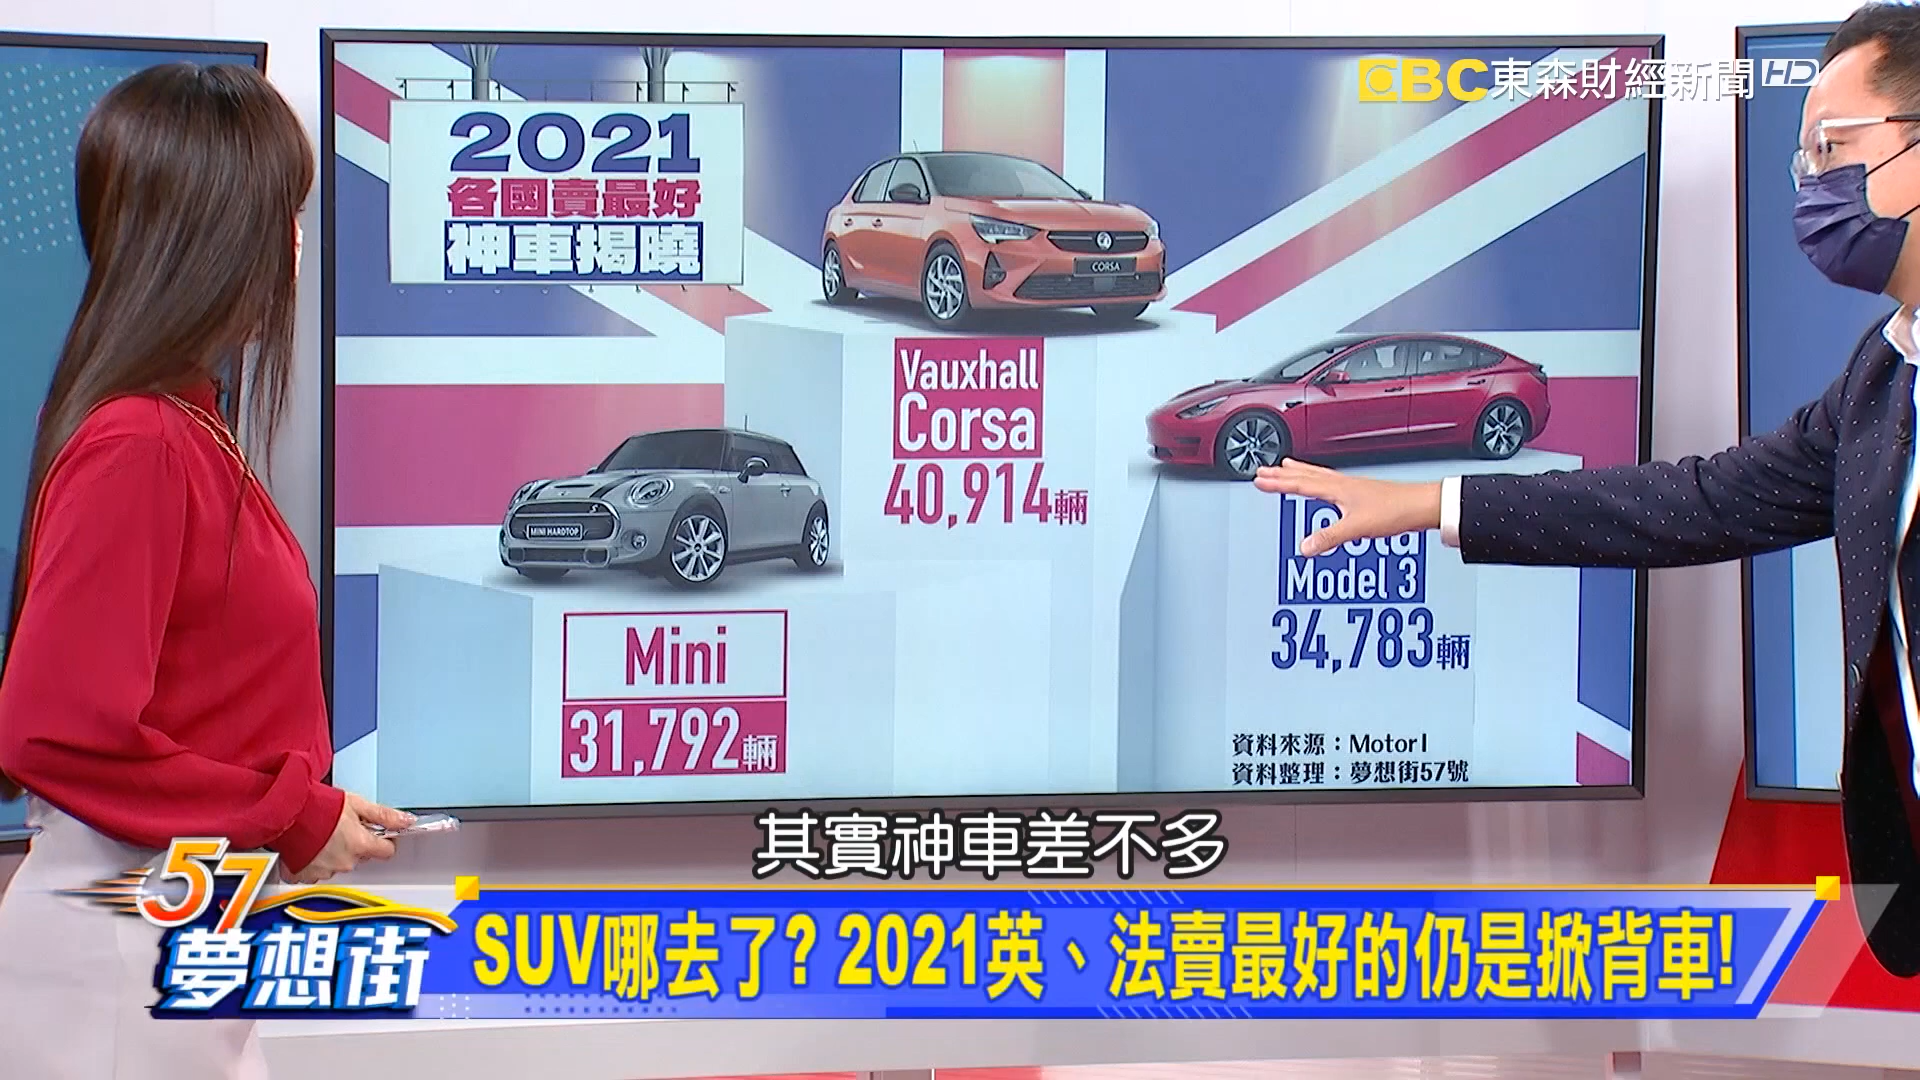 EBC東森財經新聞HD
2021
各國賣最好
神車揭曉
CORSA
Vauxhall
Corsa
40,914輛
MINI HARDTOP
Mini
31,792輛
Model 3
34,783輛
資料來源：Motor1
資料整理：夢想街57號
其實神車差不多
57
夢想街
SUV哪去了?2021英、法賣最好的仍是掀背車!